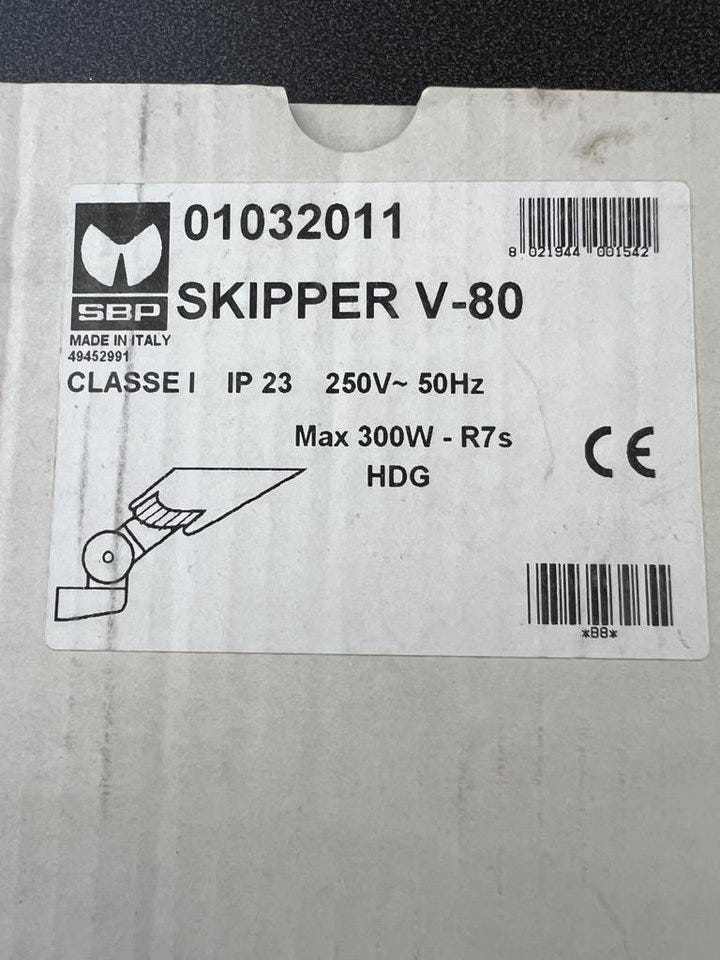 01032011
8 021944 001542
SBP
SKIPPER V-80
MADE IN ITALY
49452991
CLASSE I IP 23 250V~ 50Hz
Max 300W - R7s
HDG
CE
*B8*